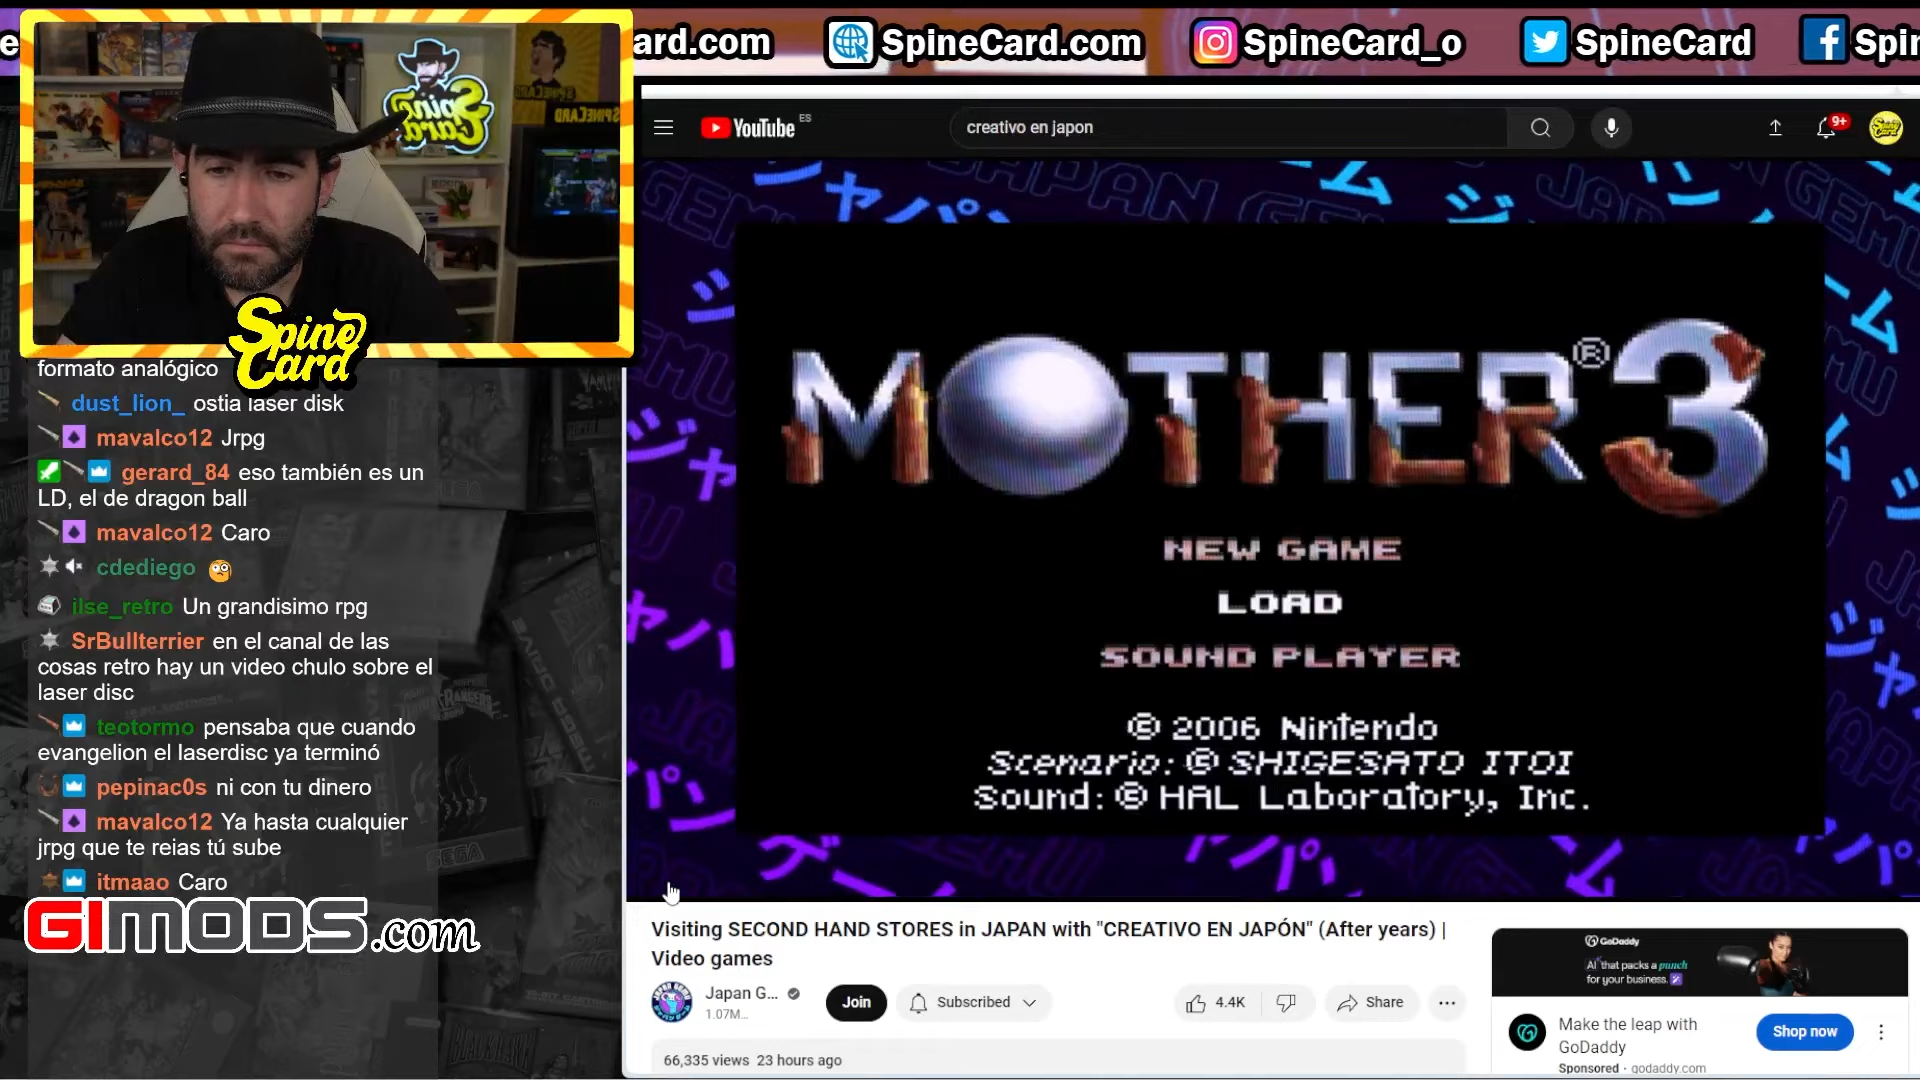 ard.com
SpineCard.com
SpineCard_o
SpineCard
Spin
Spine
Card
Spine
Card
YouTube ES
creativo en japon
9+
MOTHER® 3
NEW GAME
LOAD
SOUND PLAYER
© 2006 Nintendo
Scenario: © SHIGESATO ITOI
Sound: © HAL Laboratory, Inc.
formato analógico
dust_lion_ ostia laser disk
mavalco12 Jrpg
gerard_84 eso también es un
LD, el de dragon ball
mavalco12 Caro
cdediego
ilse_retro Un grandisimo rpg
SrBullterrier en el canal de las
cosas retro hay un video chulo sobre el
laser disc
teotormo pensaba que cuando
evangelion el laserdisc ya terminó
pepinac0s ni con tu dinero
mavalco12 Ya hasta cualquier
jrpg que te reias tú sube
itmaao Caro
GIMODS.com
Visiting SECOND HAND STORES in JAPAN with "CREATIVO EN JAPÓN" (After years) |
Video games
Japan G...
1.07M...
Join
Subscribed
4.4K
Share
66,335 views 23 hours ago
GoDaddy
AI that packs a punch
for your business.
Make the leap with
GoDaddy
Sponsored · godaddy.com
Shop now